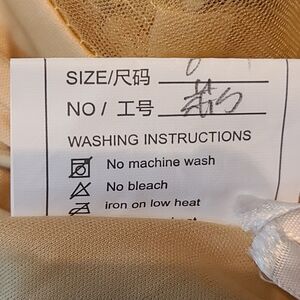 SIZE/尺码
NO / 工号
WASHING INSTRUCTIONS
No machine wash
No bleach
iron on low heat